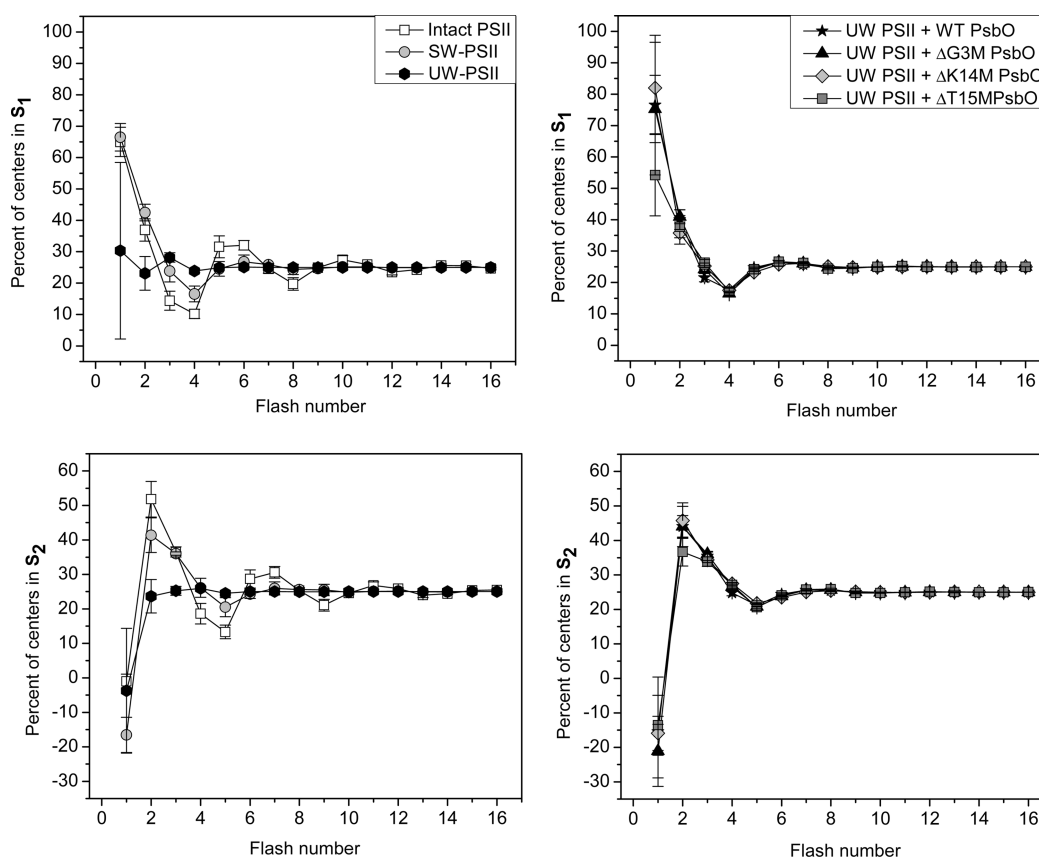 100
90
80
70
60
50
40
30
20
10
0
Percent of centers in S1
Intact PSII
SW-PSII
UW-PSII
0 2 4 6 8 10 12 14 16
Flash number
100
90
80
70
60
50
40
30
20
10
0
Percent of centers in S1
UW PSII + WT PsbO
UW PSII + ΔG3M PsbO
UW PSII + ΔK14M PsbO
UW PSII + ΔT15MPsbO
0 2 4 6 8 10 12 14 16
Flash number
60
50
40
30
20
10
0
-10
-20
-30
Percent of centers in S2
0 2 4 6 8 10 12 14 16
Flash number
60
50
40
30
20
10
0
-10
-20
-30
Percent of centers in S2
0 2 4 6 8 10 12 14 16
Flash number